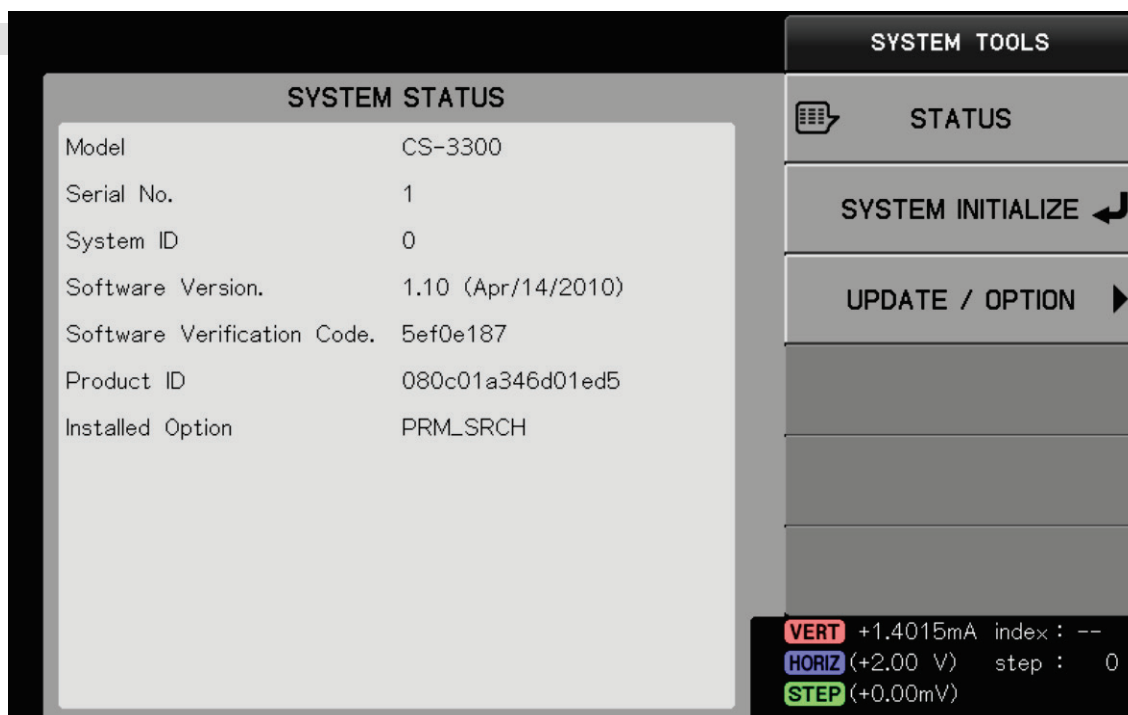 SYSTEM TOOLS
SYSTEM STATUS
Model CS-3300
Serial No. 1
System ID 0
Software Version. 1.10 (Apr/14/2010)
Software Verification Code. 5ef0e187
Product ID 080c01a346d01ed5
Installed Option PRM_SRCH
STATUS
SYSTEM INITIALIZE
UPDATE / OPTION
VERT +1.4015mA index : --
HORIZ (+2.00 V) step : 0
STEP (+0.00mV)